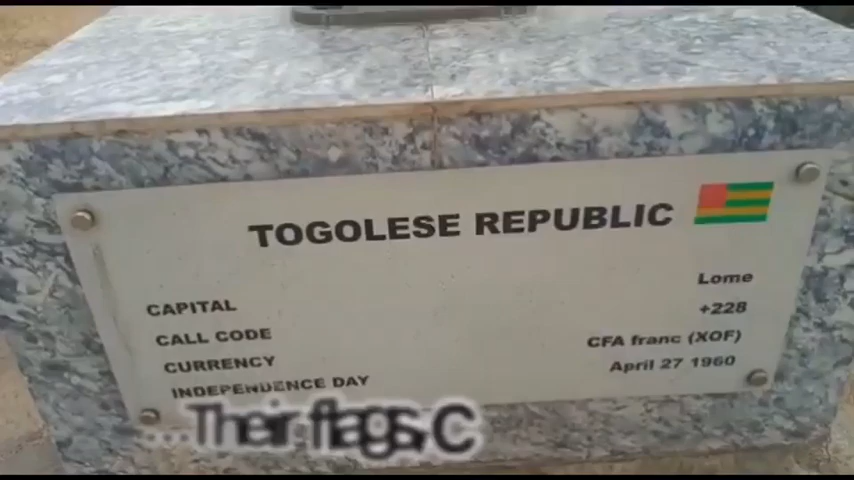 TOGOLESE REPUBLIC
CAPITAL Lome
CALL CODE +228
CURRENCY CFA franc (XOF)
INDEPENDENCE DAY April 27 1960
...Their flags, C